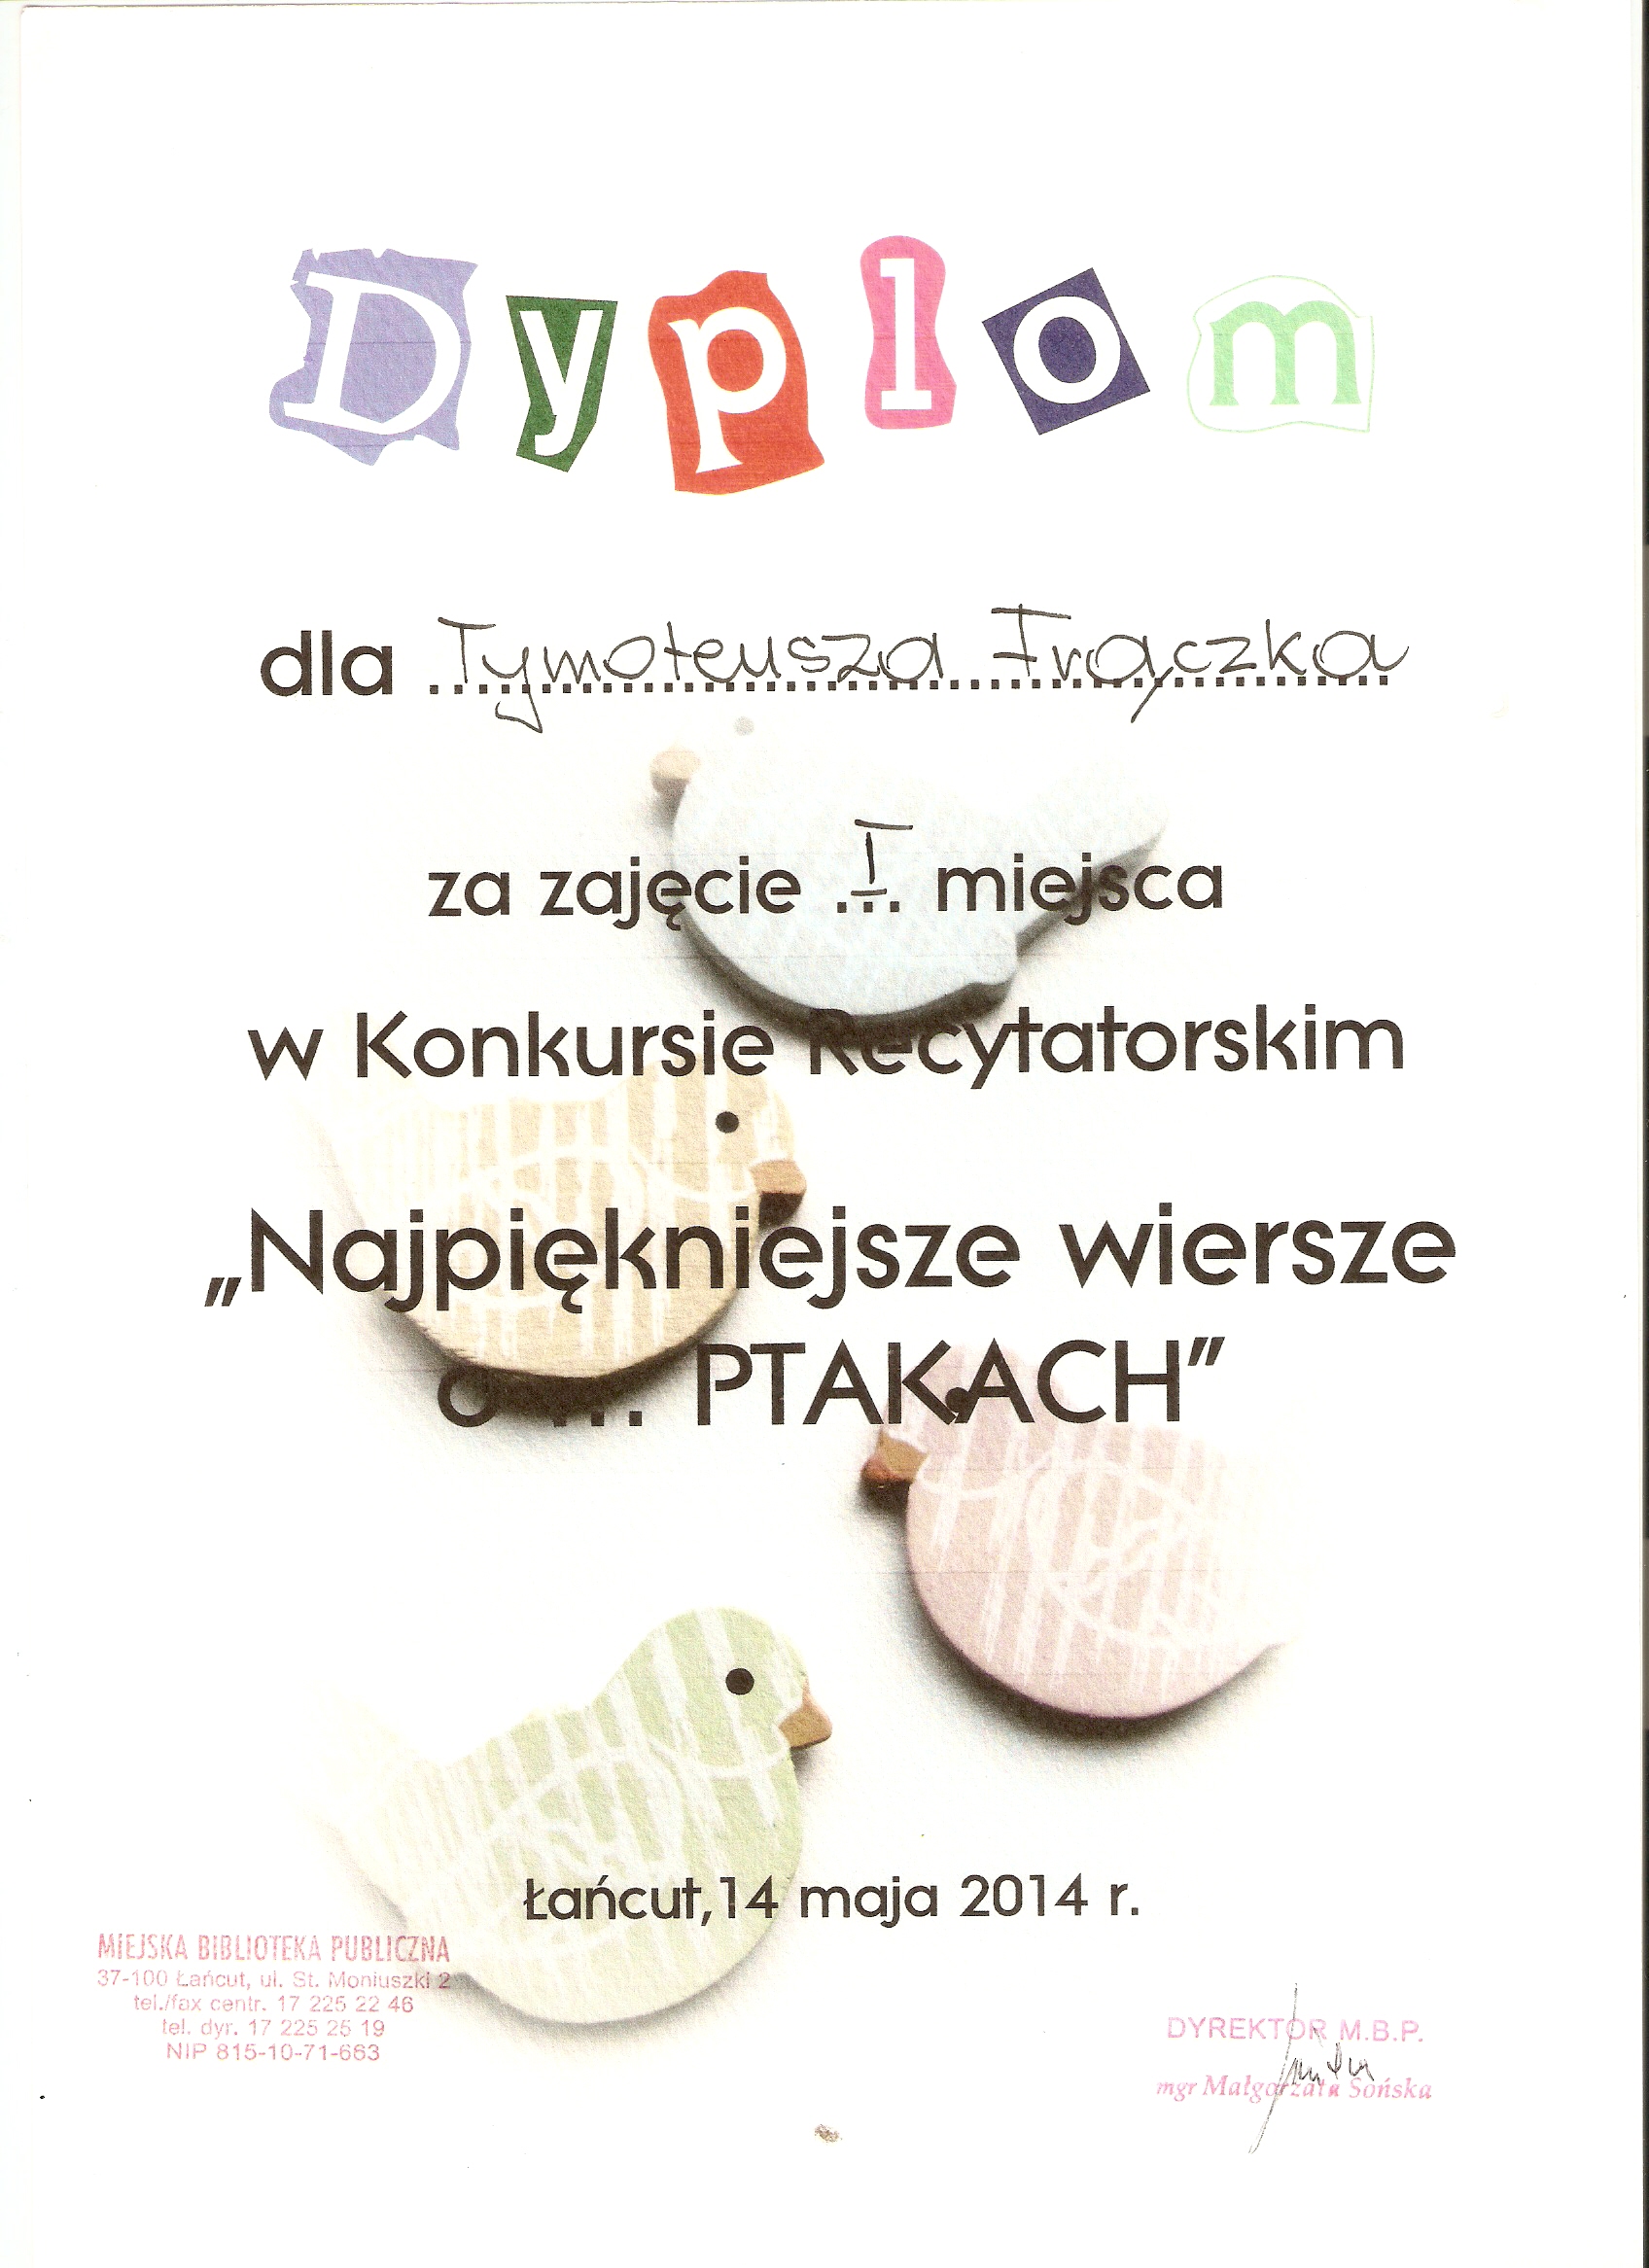 Dyplom
dla Tymoteusza Frączka
za zajęcie I miejsca
w Konkursie Recytatorskim
„Najpiękniejsze wiersze
o ... PTAKACH”
Łańcut,14 maja 2014 r.
MIEJSKA BIBLIOTEKA PUBLICZNA
37-100 Łańcut, ul. St. Moniuszki 2
tel./fax centr. 17 225 22 46
tel. dyr. 17 225 25 19
NIP 815-10-71-663
DYREKTOR M.B.P.
mgr Małgorzata Sońska